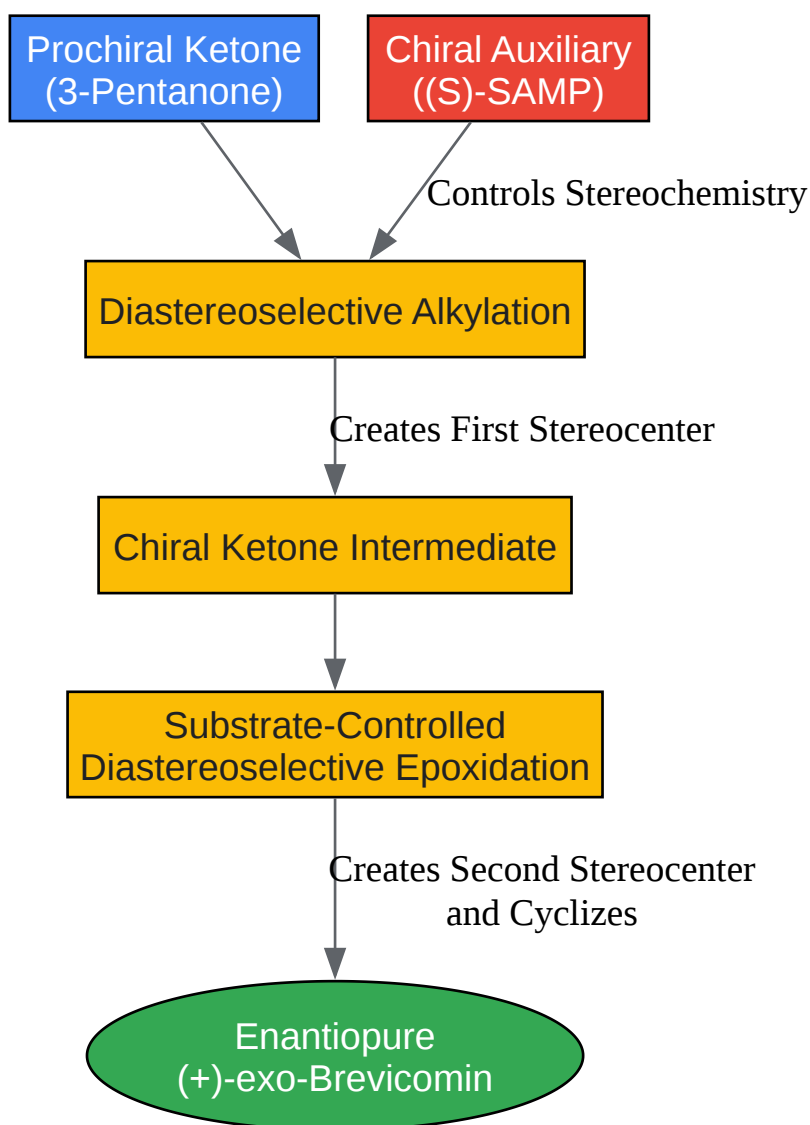 Prochiral Ketone
(3-Pentanone)
Chiral Auxiliary
((S)-SAMP)
Controls Stereochemistry
Diastereoselective Alkylation
Creates First Stereocenter
Chiral Ketone Intermediate
Substrate-Controlled
Diastereoselective Epoxidation
Creates Second Stereocenter
and Cyclizes
Enantiopure
(+)-exo-Brevicomin